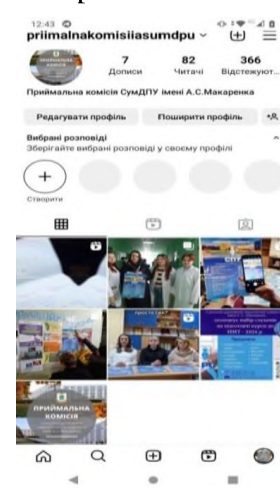 12:43
priimalnakomisiiasumdpu
7
82
366
Дописи
Читачі
Відстежуют...
Приймальна комісія СумДПУ імені А.С.Макаренка
Редагувати профіль
Поширити профіль
Вибрані розповіді
Зберігайте вибрані розповіді у своєму профілі
Створити
ПРИЙМАЛЬНА
КОМІСІЯ